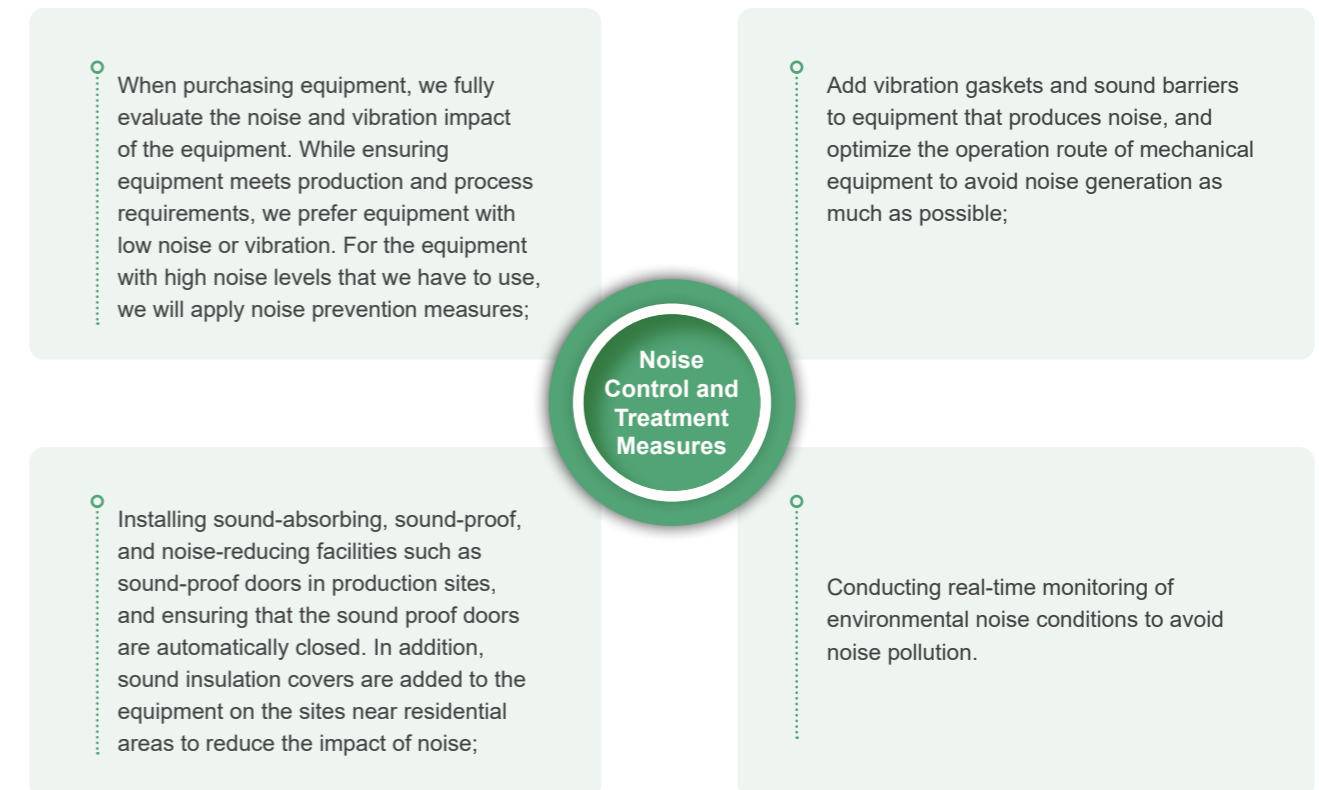 When purchasing equipment, we fully
evaluate the noise and vibration impact
of the equipment. While ensuring
equipment meets production and process
requirements, we prefer equipment with
low noise or vibration. For the equipment
with high noise levels that we have to use,
we will apply noise prevention measures;
Add vibration gaskets and sound barriers
to equipment that produces noise, and
optimize the operation route of mechanical
equipment to avoid noise generation as
much as possible;
Noise
Control and
Treatment
Measures
Installing sound-absorbing, sound-proof,
and noise-reducing facilities such as
sound-proof doors in production sites,
and ensuring that the sound proof doors
are automatically closed. In addition,
sound insulation covers are added to the
equipment on the sites near residential
areas to reduce the impact of noise;
Conducting real-time monitoring of
environmental noise conditions to avoid
noise pollution.